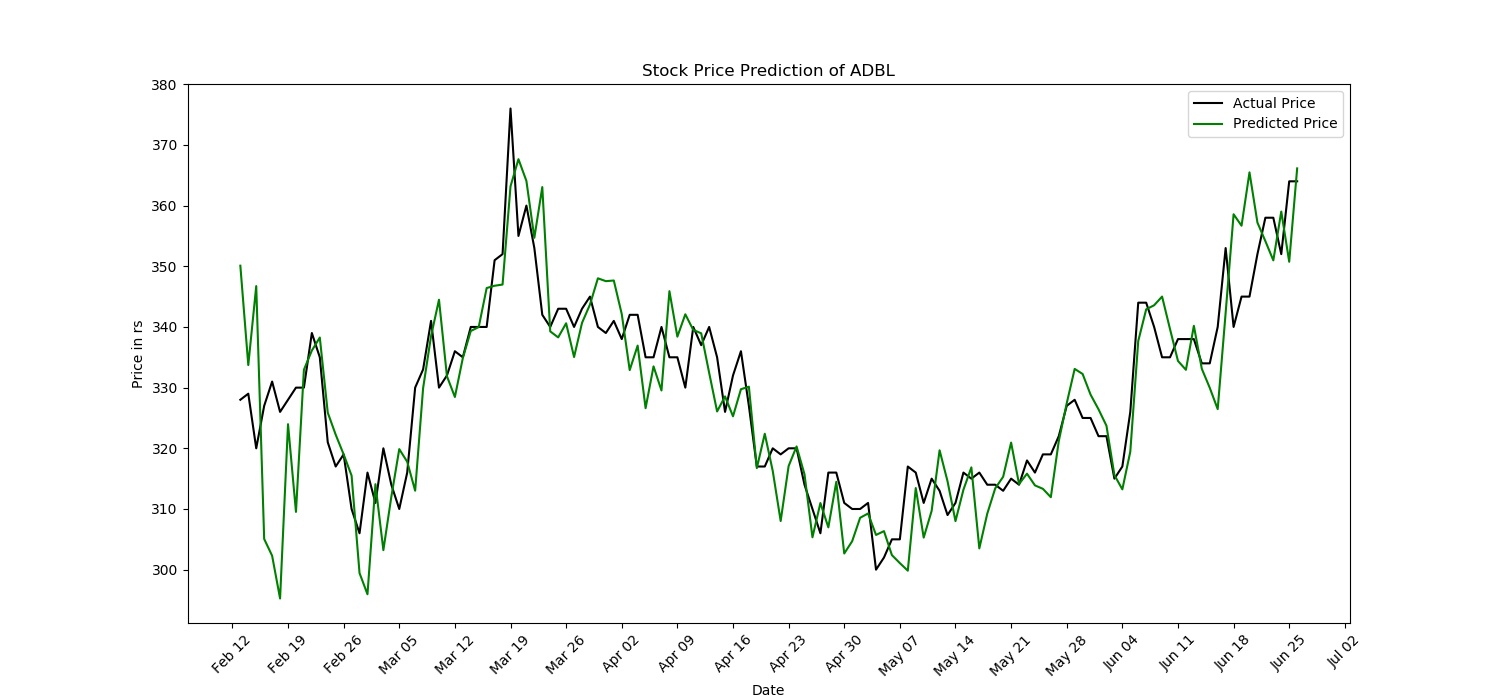 Stock Price Prediction of ADBL
Actual Price
Predicted Price
Price in rs
380
370
360
350
340
330
320
310
300
Feb 12
Feb 19
Feb 26
Mar 05
Mar 12
Mar 19
Mar 26
Apr 02
Apr 09
Apr 16
Apr 23
Apr 30
May 07
May 14
May 21
May 28
Jun 04
Jun 11
Jun 18
Jun 25
Jul 02
Date